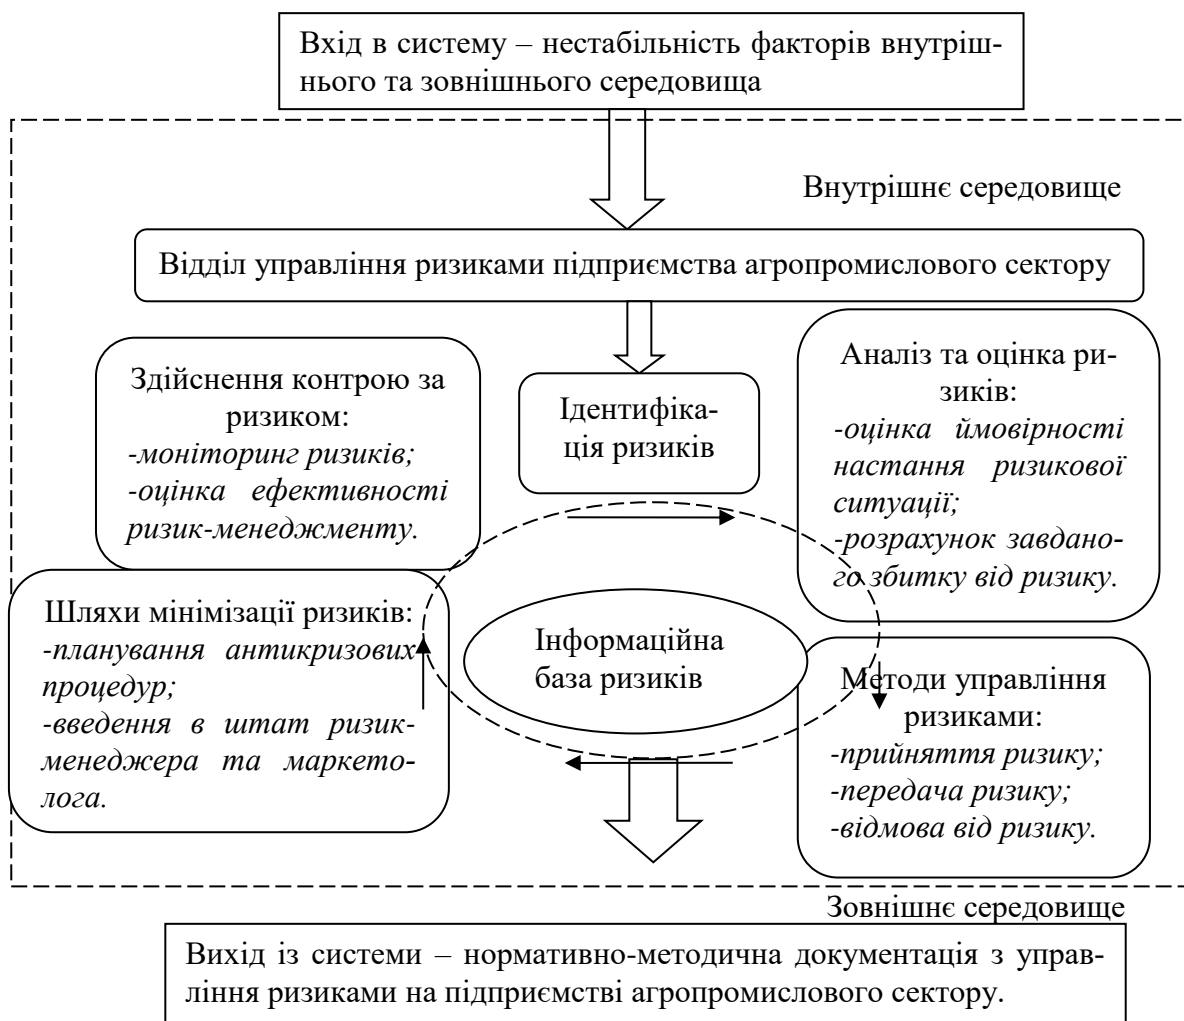 Вхід в систему – нестабільність факторів внутріш-
нього та зовнішнього середовища
Внутрішнє середовище
Відділ управління ризиками підприємства агропромислового сектору
Здійснення контрою за
ризиком:
-моніторинг ризиків;
-оцінка ефективності
ризик-менеджменту.
Ідентифіка-
ція ризиків
Аналіз та оцінка ри-
зиків:
-оцінка ймовірності
настання ризикової
ситуації;
-розрахунок завдано-
го збитку від ризику.
Шляхи мінімізації ризиків:
-планування антикризових
процедур;
-введення в штат ризик-
менеджера та маркето-
лога.
Інформаційна
база ризиків
Методи управління
ризиками:
-прийняття ризику;
-передача ризику;
-відмова від ризику.
Зовнішнє середовище
Вихід із системи – нормативно-методична документація з управ-
ління ризиками на підприємстві агропромислового сектору.